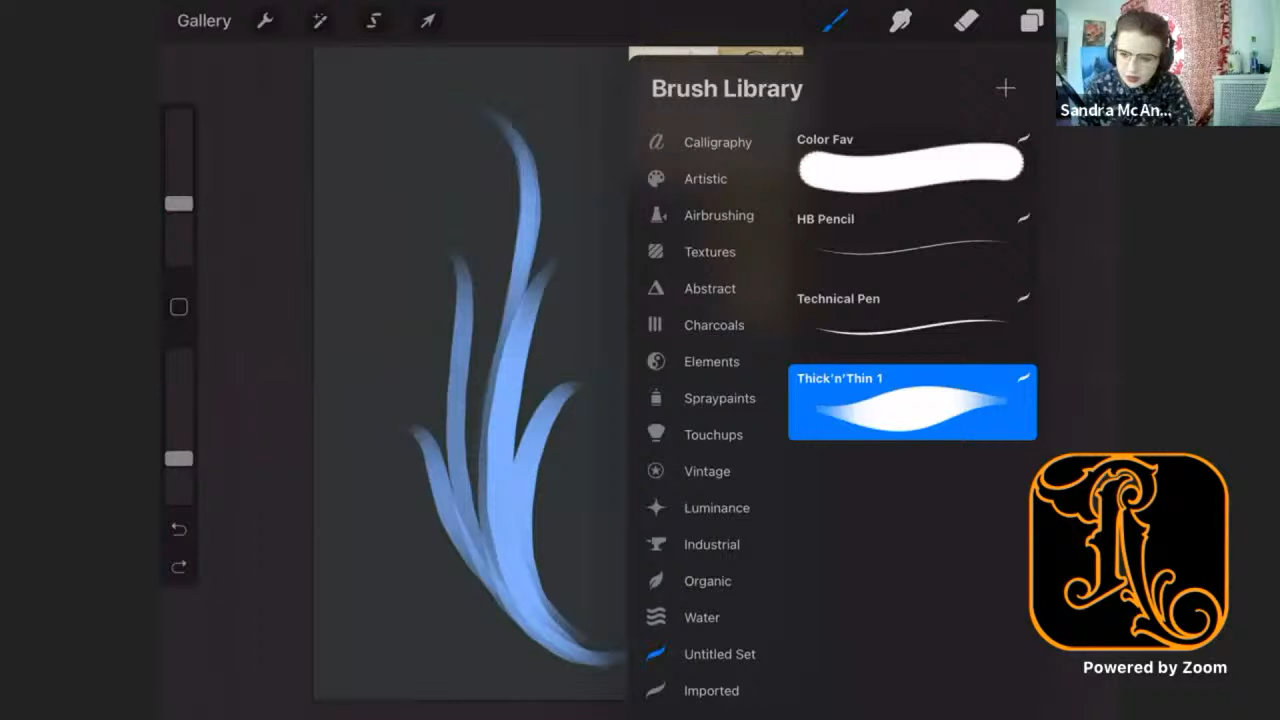 Gallery
Brush Library
Sandra McAn...
Calligraphy
Artistic
Airbrushing
Textures
Abstract
Charcoals
Elements
Spraypaints
Touchups
Vintage
Luminance
Industrial
Organic
Water
Untitled Set
Imported
Color Fav
HB Pencil
Technical Pen
Thick'n'Thin 1
Powered by Zoom